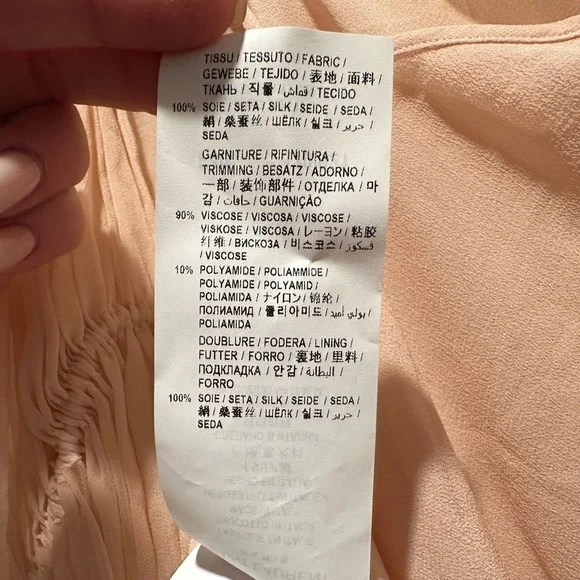 TISSU / TESSUTO / FABRIC /
GEWEBE / TEJIDO / 表地 / 面料 /
ТКАНЬ / 직물 / قماش / TECIDO
100% SOIE / SETA / SILK / SEIDE / SEDA /
絹 / 桑蚕丝 / ШЁЛК / 실크 / حرير /
SEDA
GARNITURE / RIFINITURA /
TRIMMING / BESATZ / ADORNO /
一部 / 装饰部件 / ОТДЕЛКА / 마
감 / حافات / GUARNIÇÃO
90% VISCOSE / VISCOSA / VISCOSE /
VISKOSE / VISCOSA / レーヨン / 粘胶
纤维 / ВИСКОЗА / 비스코스 / فسكوز
/ VISCOSE
10% POLYAMIDE / POLIAMMIDE /
POLYAMIDE / POLYAMID /
POLIAMIDA / ナイロン / 锦纶 /
ПОЛИАМИД / 폴리아미드 / بولي أميد /
POLIAMIDA
DOUBLURE / FODERA / LINING /
FUTTER / FORRO / 裏地 / 里料 /
ПОДКЛАДКА / 안감 / البطانة /
FORRO
100% SOIE / SETA / SILK / SEIDE / SEDA /
絹 / 桑蚕丝 / ШЁЛК / 실크 / حرير /
SEDA